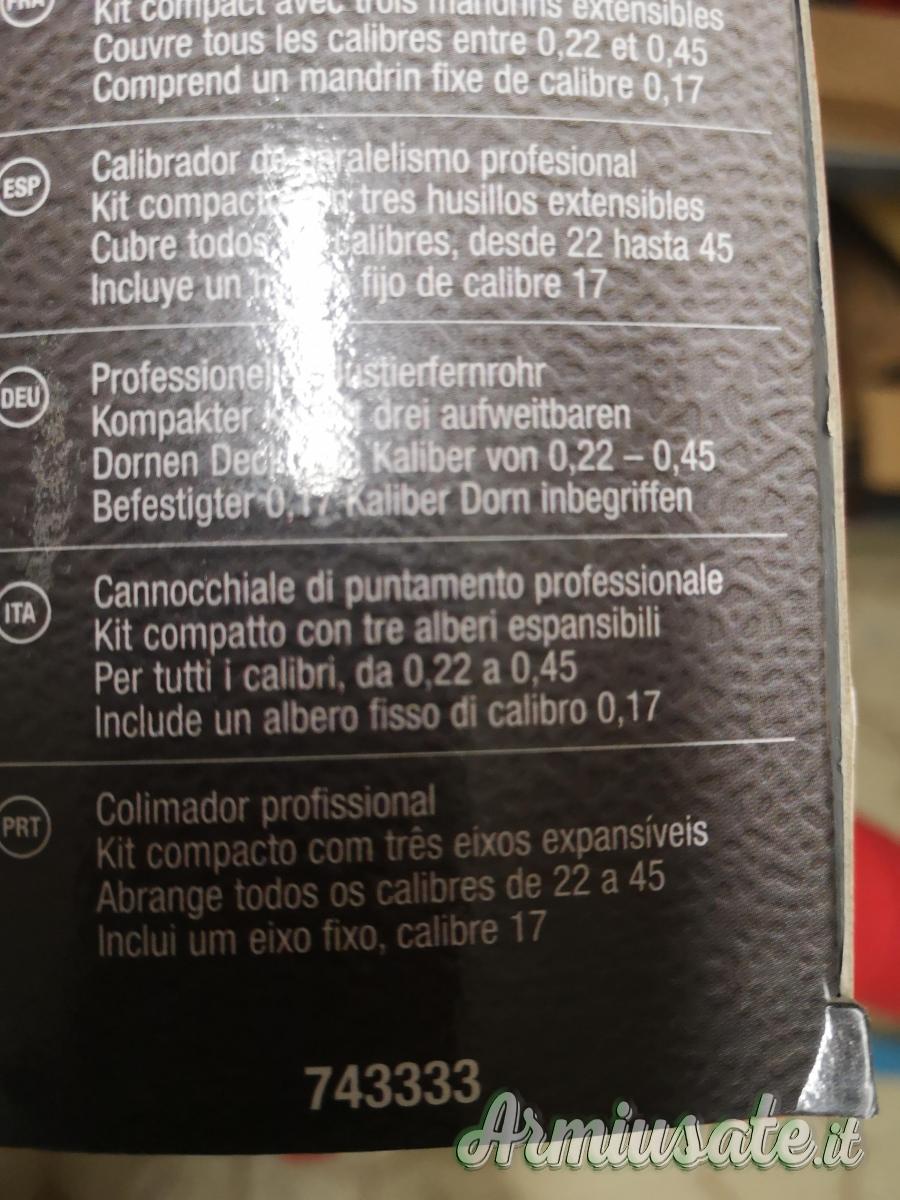 FRA
Kit compact avec trois mandrins extensibles
Couvre tous les calibres entre 0,22 et 0,45
Comprend un mandrin fixe de calibre 0,17
ESP
Calibrador de paralelismo profesional
Kit compacto con tres husillos extensibles
Cubre todos calibres, desde 22 hasta 45
Incluye un fijo de calibre 17
DEU
Kompakter drei aufweitbaren
Dornen Kaliber von 0,22 – 0,45
Befestigter 0,17 Kaliber Dorn inbegriffen
ITA
Cannocchiale di puntamento professionale
Kit compatto con tre alberi espansibili
Per tutti i calibri, da 0,22 a 0,45
Include un albero fisso di calibro 0,17
PRT
Colimador profissional
Kit compacto com três eixos expansíveis
Abrange todos os calibres de 22 a 45
Inclui um eixo fixo, calibre 17
743333
Armiusate.it